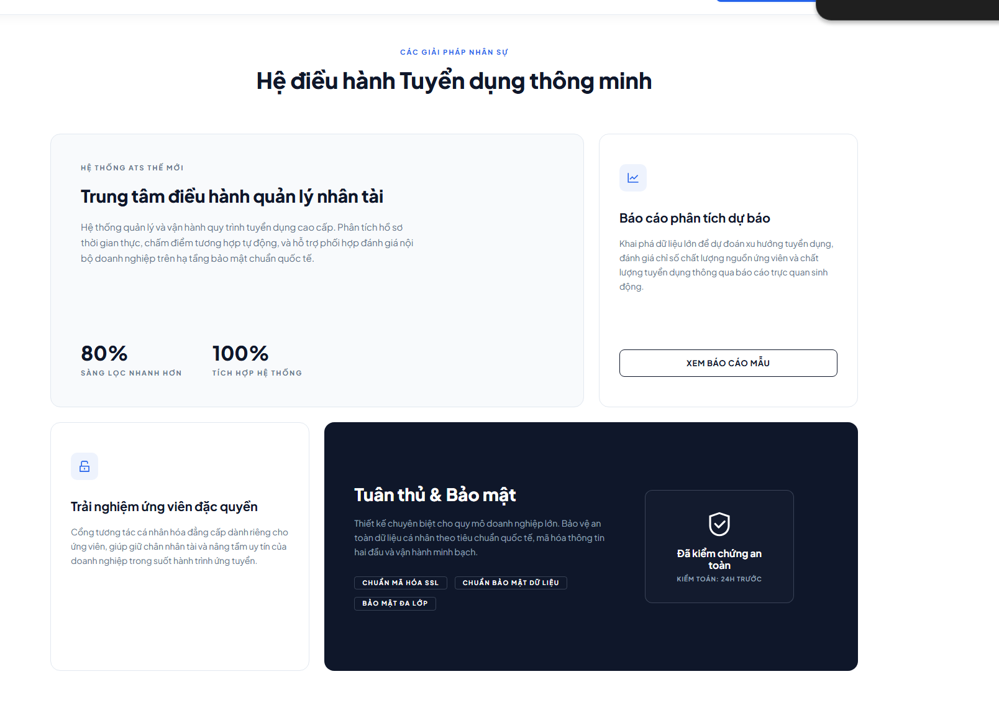 CÁC GIẢI PHÁP NHÂN SỰ
Hệ điều hành Tuyển dụng thông minh
HỆ THỐNG ATS THẾ MỚI
Trung tâm điều hành quản lý nhân tài
Hệ thống quản lý và vận hành quy trình tuyển dụng cao cấp. Phân tích hồ sơ
thời gian thực, chấm điểm tương hợp tự động, và hỗ trợ phối hợp đánh giá nội
bộ doanh nghiệp trên hạ tầng bảo mật chuẩn quốc tế.
80%
SÀNG LỌC NHANH HƠN
100%
TÍCH HỢP HỆ THỐNG
Báo cáo phân tích dự báo
Khai phá dữ liệu lớn để dự đoán xu hướng tuyển dụng,
đánh giá chỉ số chất lượng nguồn ứng viên và chất
lượng tuyển dụng thông qua báo cáo trực quan sinh
động.
XEM BÁO CÁO MẪU
Trải nghiệm ứng viên đặc quyền
Cổng tương tác cá nhân hóa đẳng cấp dành riêng cho
ứng viên, giúp giữ chân nhân tài và nâng tầm uy tín của
doanh nghiệp trong suốt hành trình ứng tuyển.
Tuân thủ & Bảo mật
Thiết kế chuyên biệt cho quy mô doanh nghiệp lớn. Bảo vệ an
toàn dữ liệu cá nhân theo tiêu chuẩn quốc tế, mã hóa thông tin
hai đầu và vận hành minh bạch.
CHUẨN MÃ HÓA SSL
CHUẨN BẢO MẬT DỮ LIỆU
BẢO MẬT ĐA LỚP
Đã kiểm chứng an
toàn
KIỂM TOÁN: 24H TRƯỚC